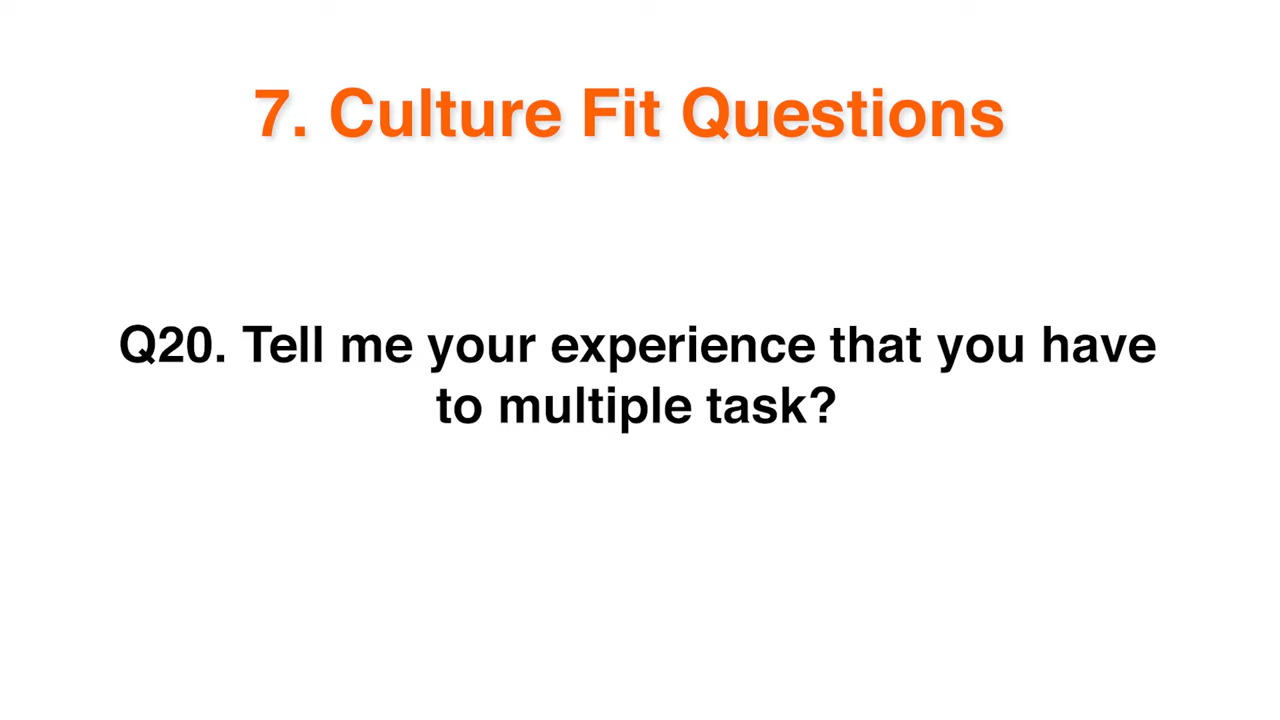 7. Culture Fit Questions
Q20. Tell me your experience that you have
to multiple task?